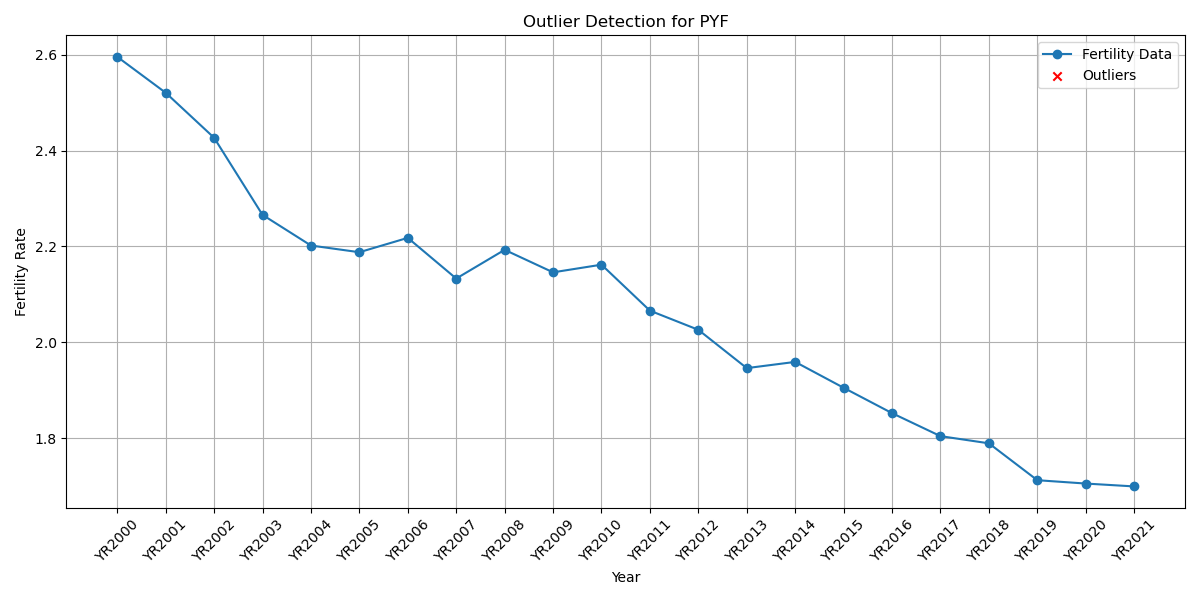 Outlier Detection for PYF
Fertility Data
Outliers
Fertility Rate
2.6
2.4
2.2
2.0
1.8
YR2000
YR2001
YR2002
YR2003
YR2004
YR2005
YR2006
YR2007
YR2008
YR2009
YR2010
YR2011
YR2012
YR2013
YR2014
YR2015
YR2016
YR2017
YR2018
YR2019
YR2020
YR2021
Year